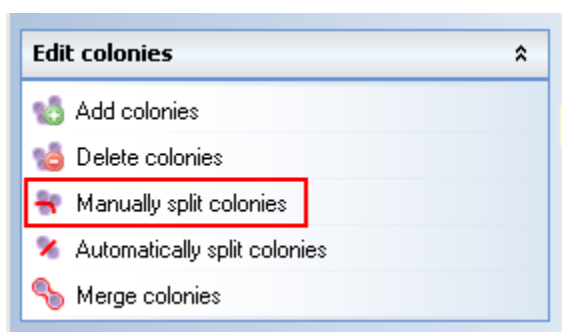 Edit colonies
Add colonies
Delete colonies
Manually split colonies
Automatically split colonies
Merge colonies